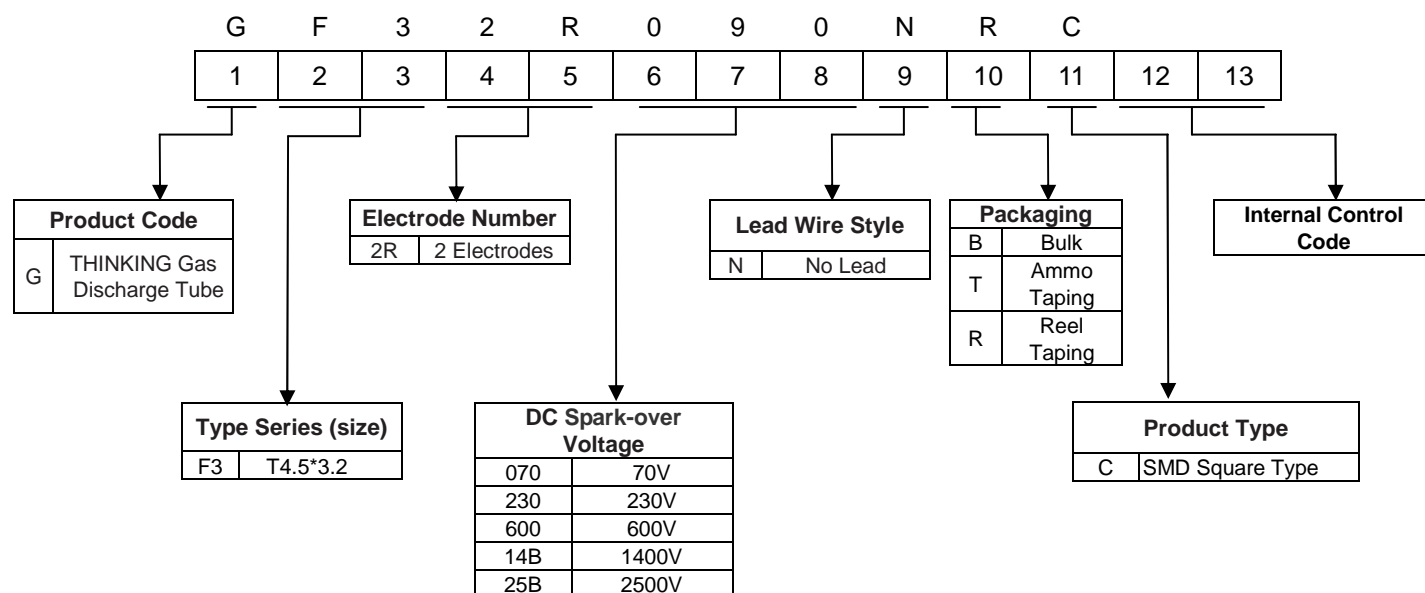 G F 3 2 R 0 9 0 N R C
1 2 3 4 5 6 7 8 9 10 11 12 13
Product Code
G THINKING Gas
Discharge Tube
Electrode Number
2R 2 Electrodes
Lead Wire Style
N No Lead
Packaging
B Bulk
T Ammo
Taping
R Reel
Taping
Internal Control
Code
Type Series (size)
F3 T4.5*3.2
DC Spark-over
Voltage
070 70V
230 230V
600 600V
14B 1400V
25B 2500V
Product Type
C SMD Square Type